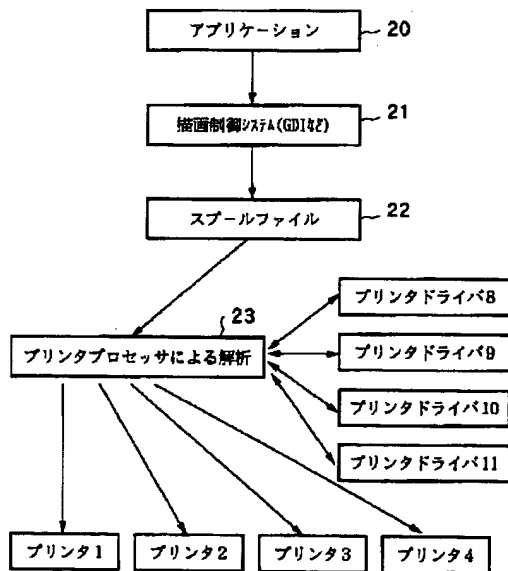 アプリケーション
20
描画制御システム(GDIなど)
21
スプールファイル
22
23
プリンタプロセッサによる解析
プリンタドライバ8
プリンタドライバ9
プリンタドライバ10
プリンタドライバ11
プリンタ1
プリンタ2
プリンタ3
プリンタ4